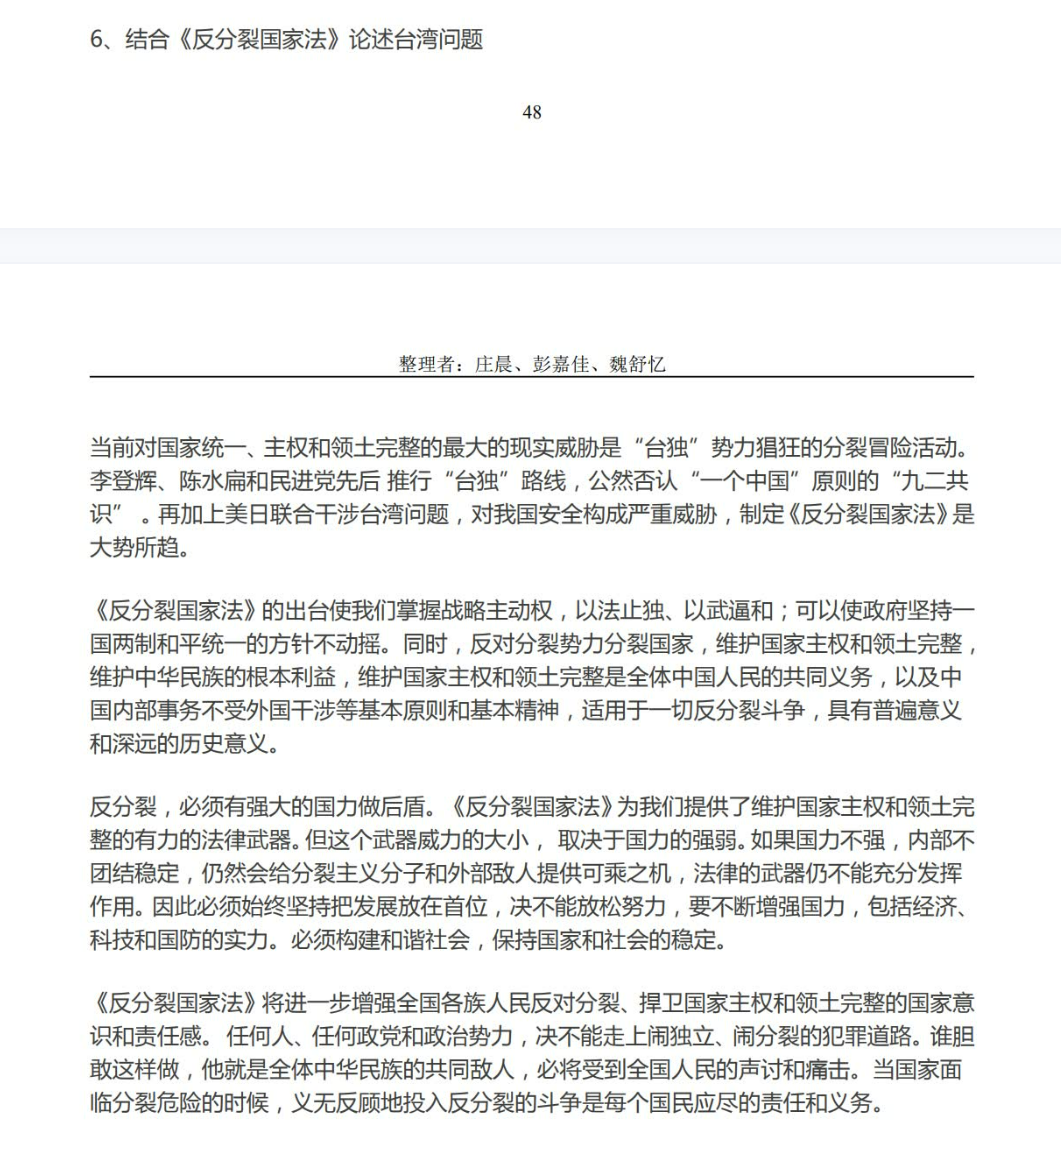 6、结合《反分裂国家法》论述台湾问题
48
整理者：庄晨、彭嘉佳、魏舒忆
当前对国家统一、主权和领土完整的最大的现实威胁是“台独”势力猖狂的分裂冒险活动。
李登辉、陈水扁和民进党先后 推行“台独”路线，公然否认“一个中国”原则的“九二共
识” 。再加上美日联合干涉台湾问题，对我国安全构成严重威胁，制定《反分裂国家法》是
大势所趋。
《反分裂国家法》的出台使我们掌握战略主动权，以法止独、以武逼和；可以使政府坚持一
国两制和平统一的方针不动摇。同时，反对分裂势力分裂国家，维护国家主权和领土完整，
维护中华民族的根本利益，维护国家主权和领土完整是全体中国人民的共同义务，以及中
国内部事务不受外国干涉等基本原则和基本精神，适用于一切反分裂斗争，具有普遍意义
和深远的历史意义。
反分裂，必须有强大的国力做后盾。《反分裂国家法》为我们提供了维护国家主权和领土完
整的有力的法律武器。但这个武器威力的大小， 取决于国力的强弱。如果国力不强，内部不
团结稳定，仍然会给分裂主义分子和外部敌人提供可乘之机，法律的武器仍不能充分发挥
作用。因此必须始终坚持把发展放在首位，决不能放松努力，要不断增强国力，包括经济、
科技和国防的实力。必须构建和谐社会，保持国家和社会的稳定。
《反分裂国家法》将进一步增强全国各族人民反对分裂、捍卫国家主权和领土完整的国家意
识和责任感。 任何人、任何政党和政治势力，决不能走上闹独立、闹分裂的犯罪道路。谁胆
敢这样做，他就是全体中华民族的共同敌人，必将受到全国人民的声讨和痛击。当国家面
临分裂危险的时候，义无反顾地投入反分裂的斗争是每个国民应尽的责任和义务。